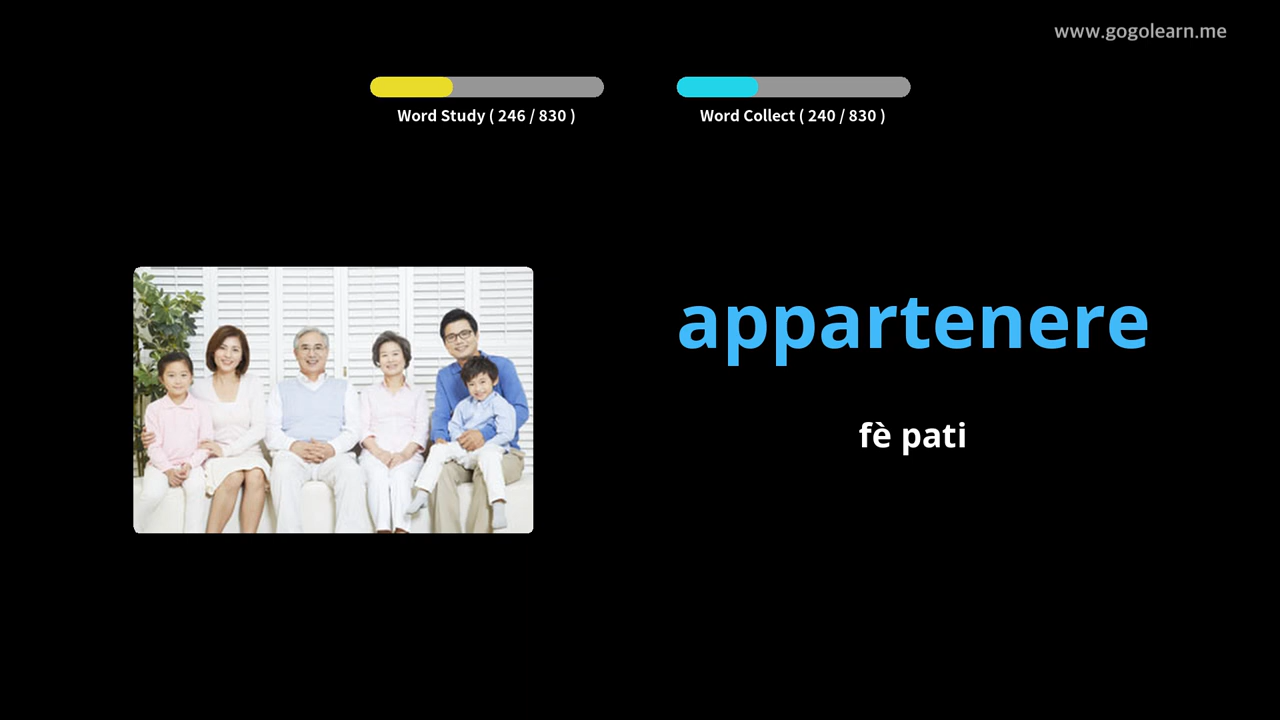 www.gogolearn.me
Word Study ( 246 / 830 )
Word Collect ( 240 / 830 )
appartenere
fè pati